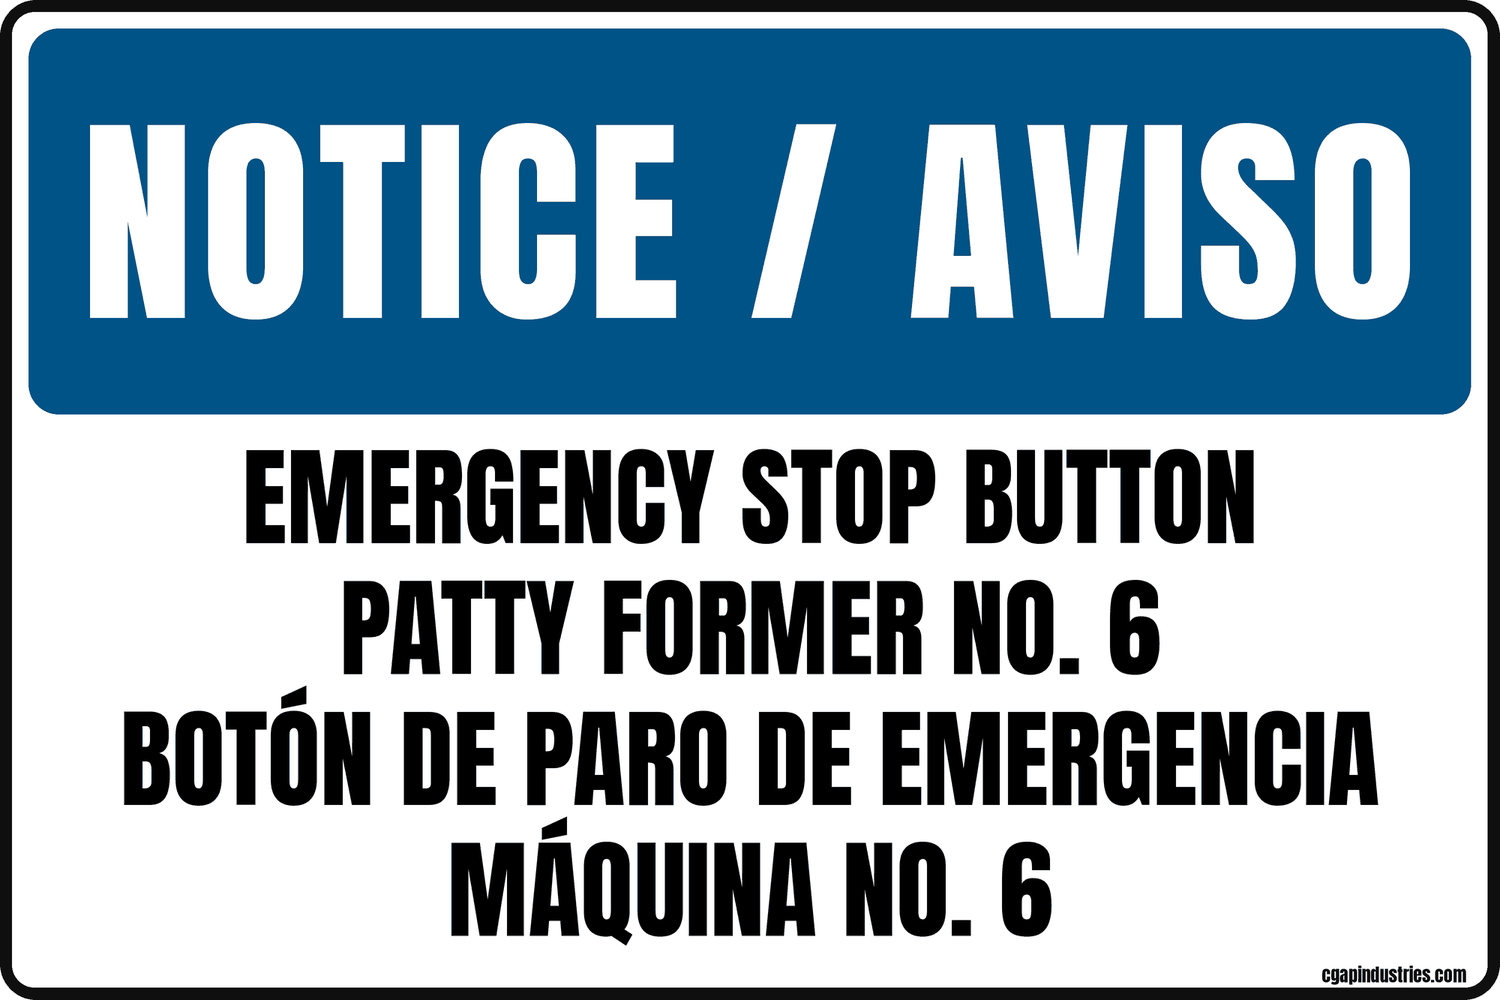 NOTICE / AVISO
EMERGENCY STOP BUTTON
PATTY FORMER NO. 6
BOTÓN DE PARO DE EMERGENCIA
MÁQUINA NO. 6
cgapindustries.com